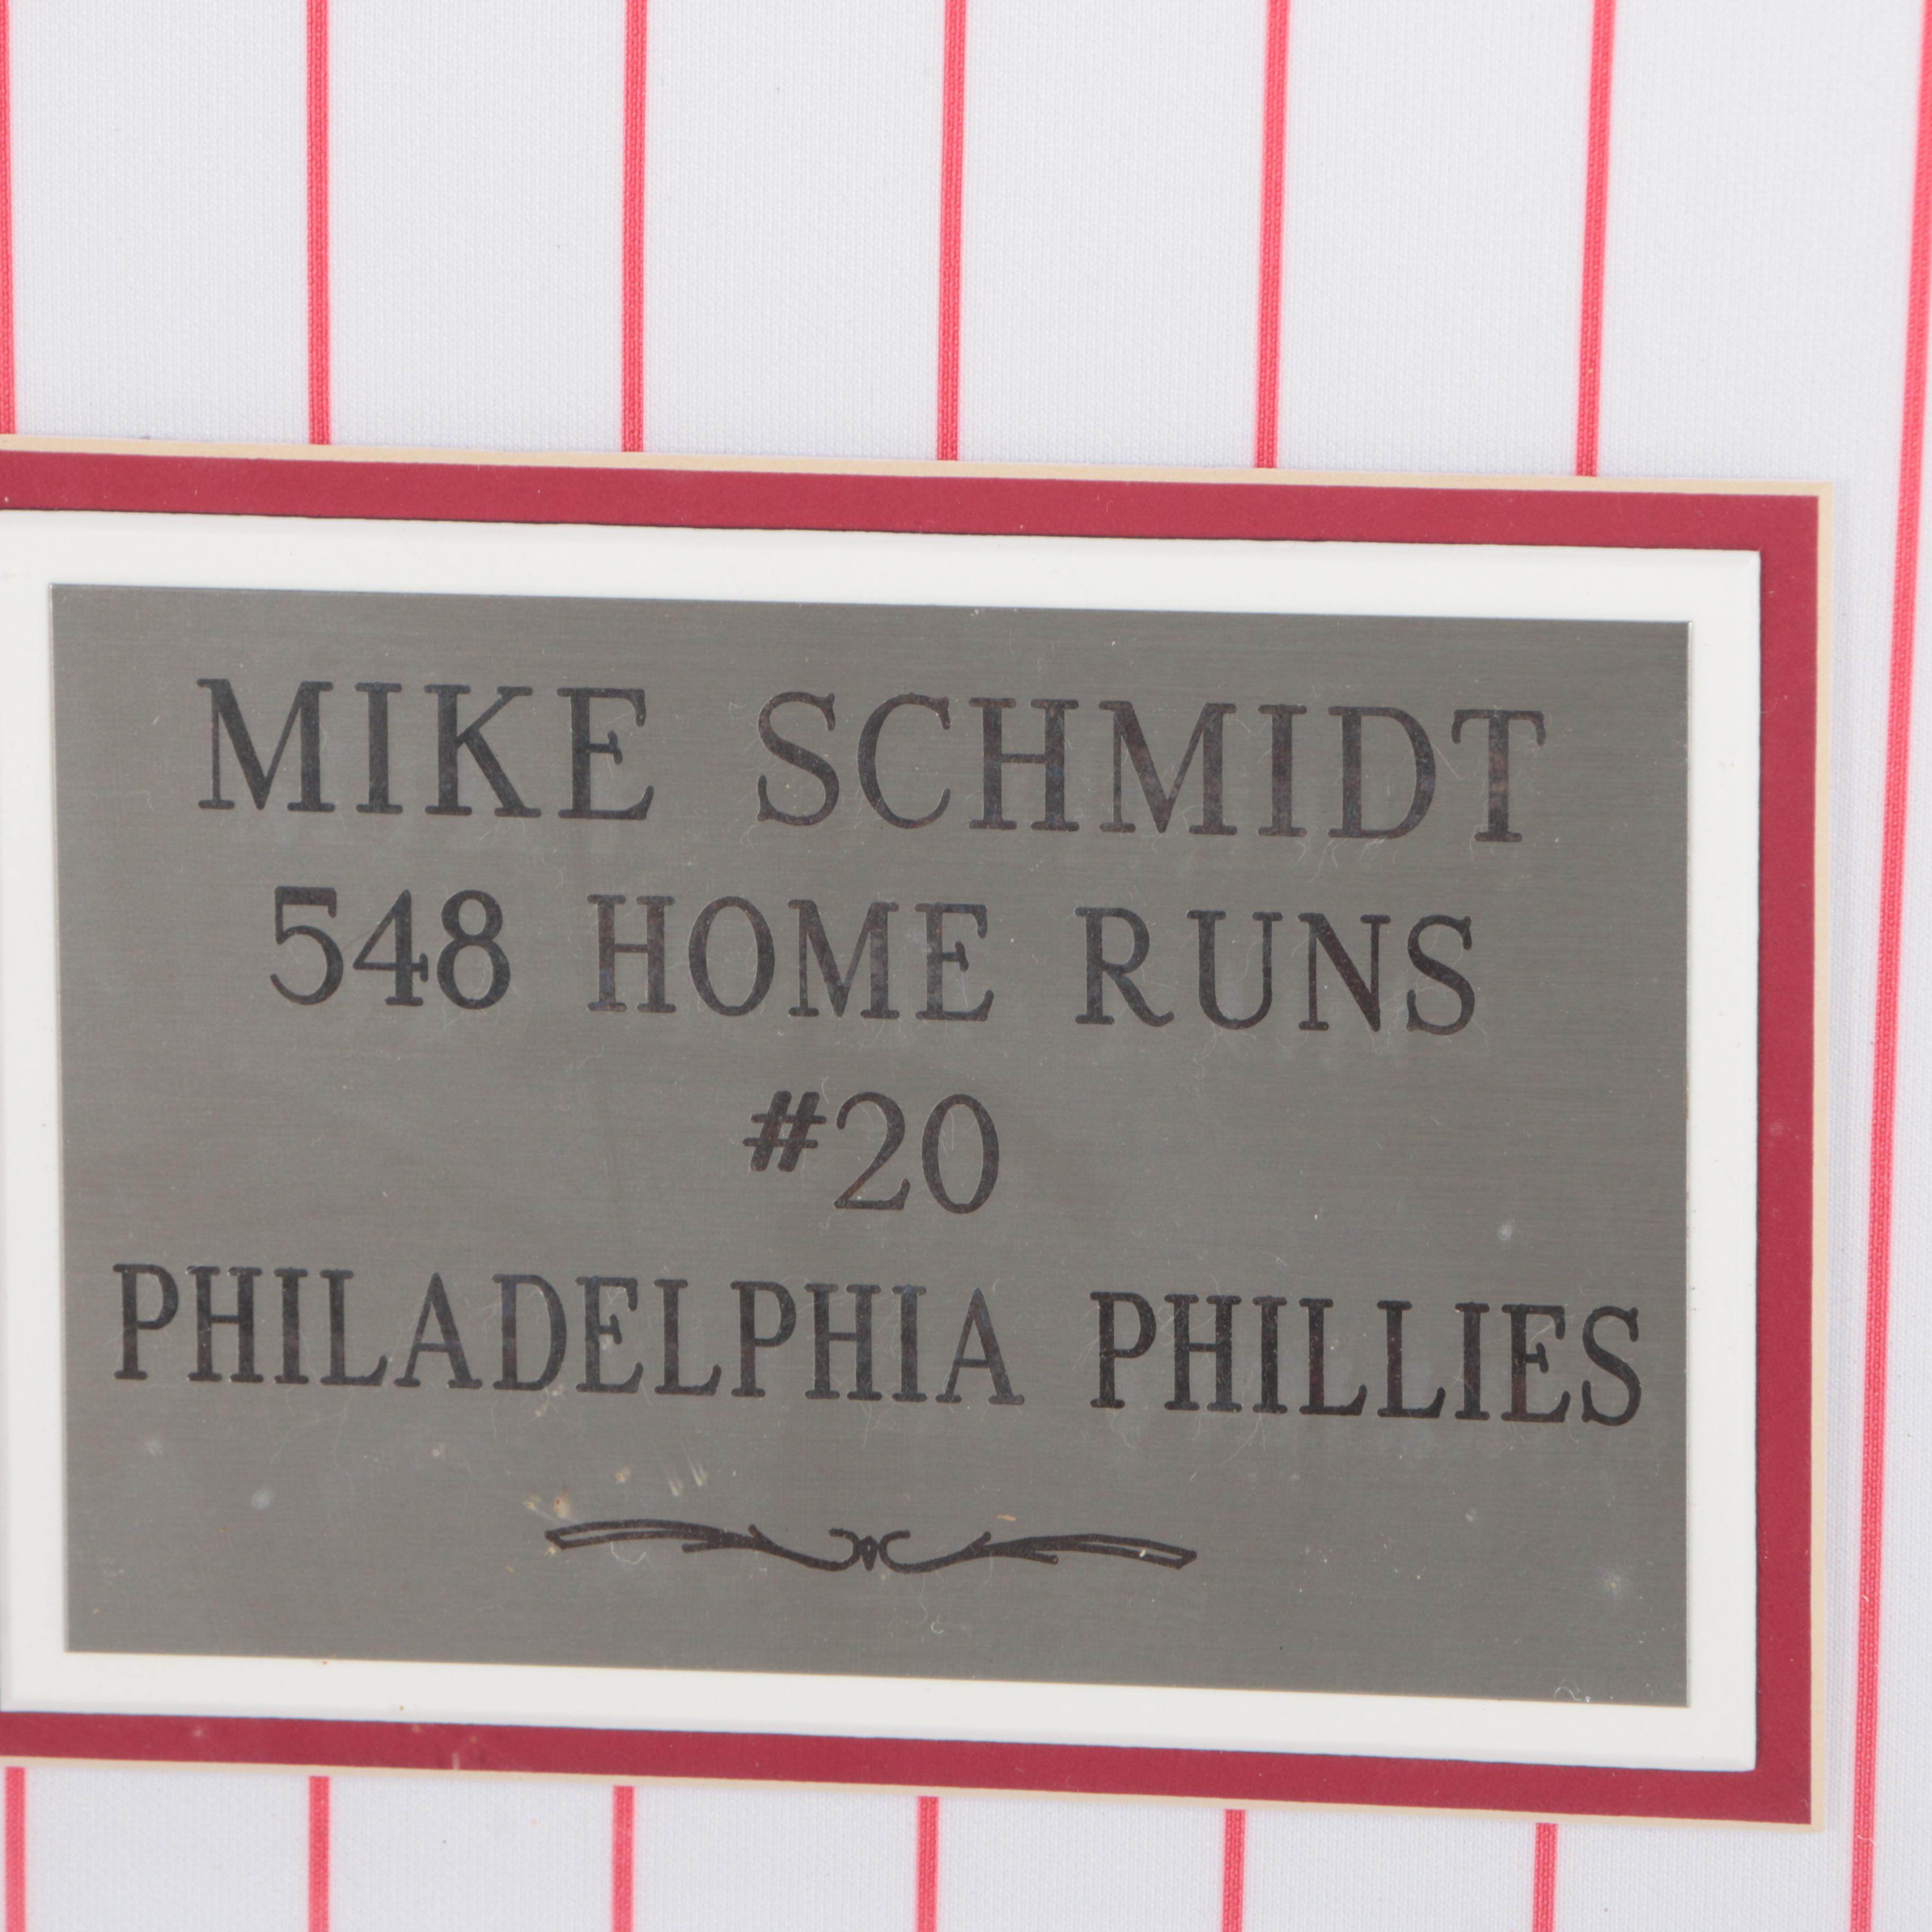 MIKE SCHMIDT
548 HOME RUNS
#20
PHILADELPHIA PHILLIES